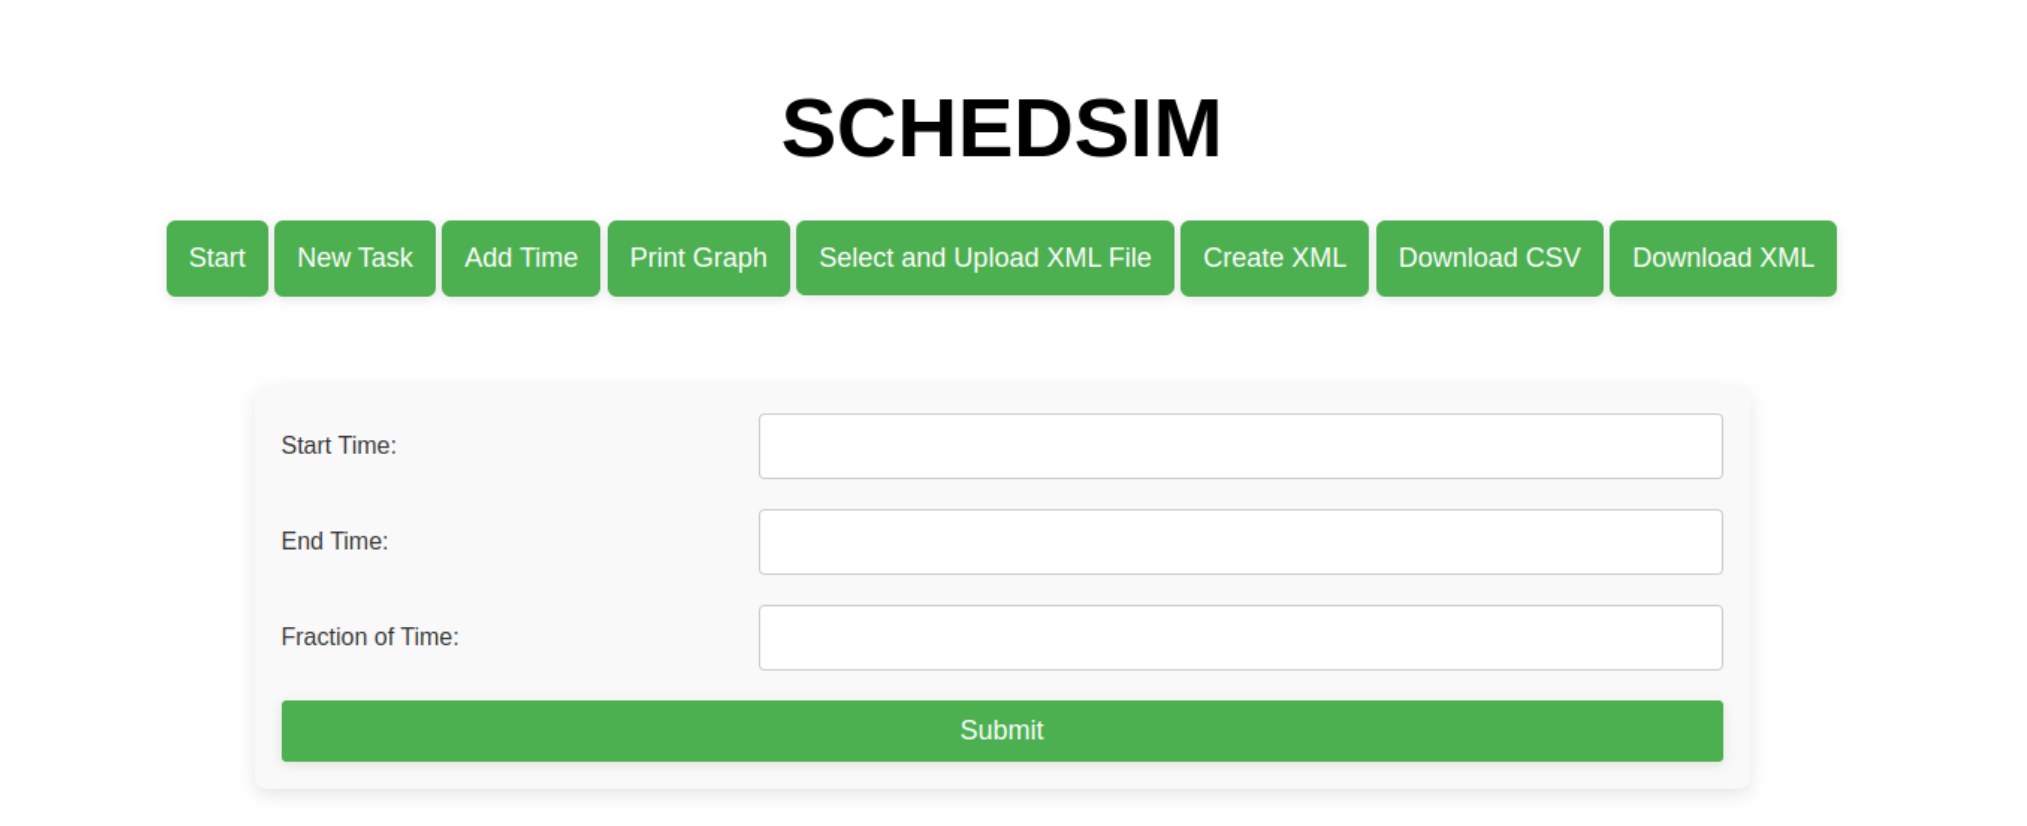 SCHEDSIM
Start New Task Add Time Print Graph Select and Upload XML File Create XML Download CSV Download XML
Start Time:
End Time:
Fraction of Time:
Submit